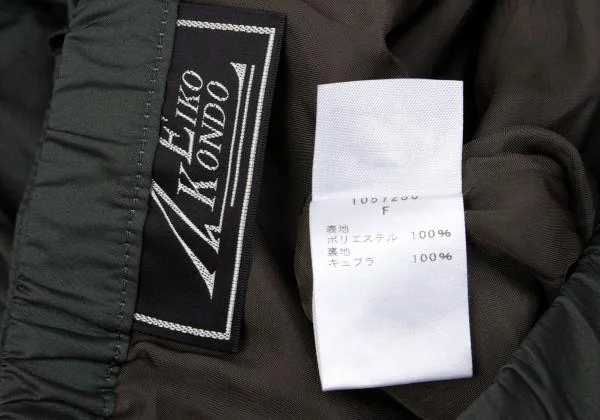 EIKO
KONDO
F
表地
ポリエステル 100%
裏地
キュプラ 100%